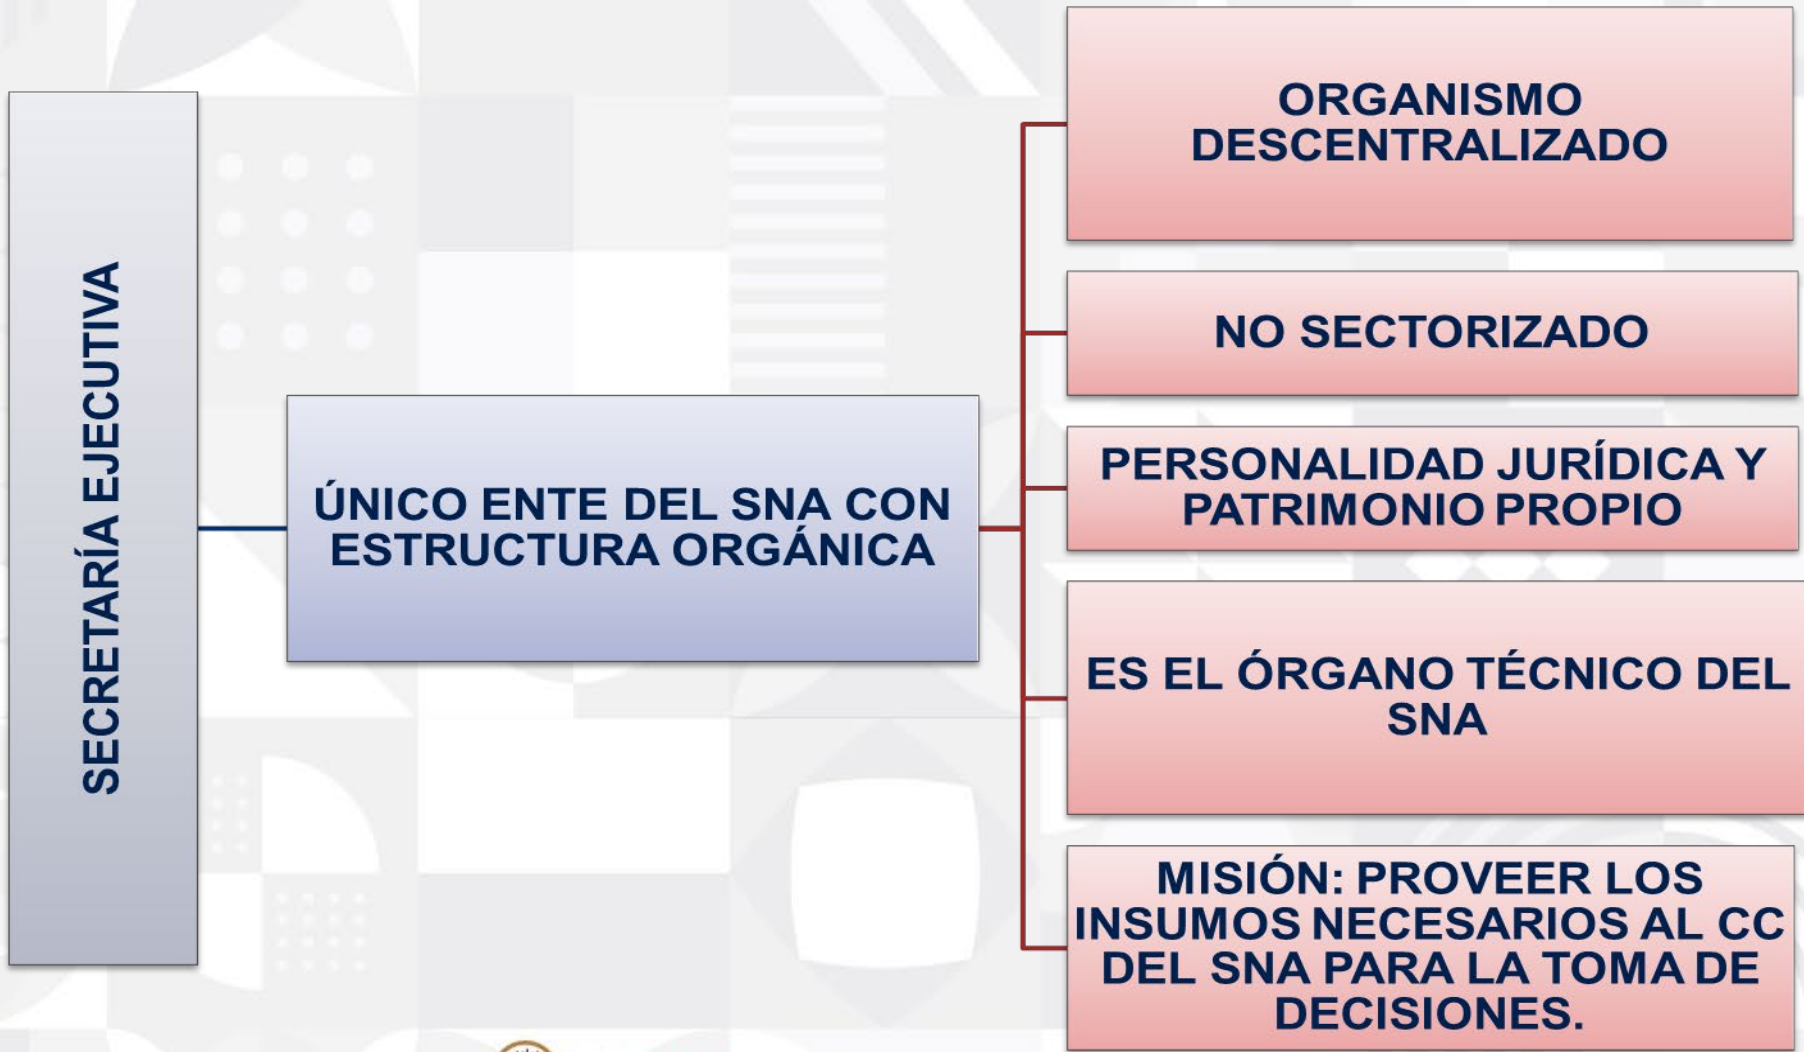 SECRETARÍA EJECUTIVA
ÚNICO ENTE DEL SNA CON
ESTRUCTURA ORGÁNICA
ORGANISMO
DESCENTRALIZADO
NO SECTORIZADO
PERSONALIDAD JURÍDICA Y
PATRIMONIO PROPIO
ES EL ÓRGANO TÉCNICO DEL
SNA
MISIÓN: PROVEER LOS
INSUMOS NECESARIOS AL CC
DEL SNA PARA LA TOMA DE
DECISIONES.